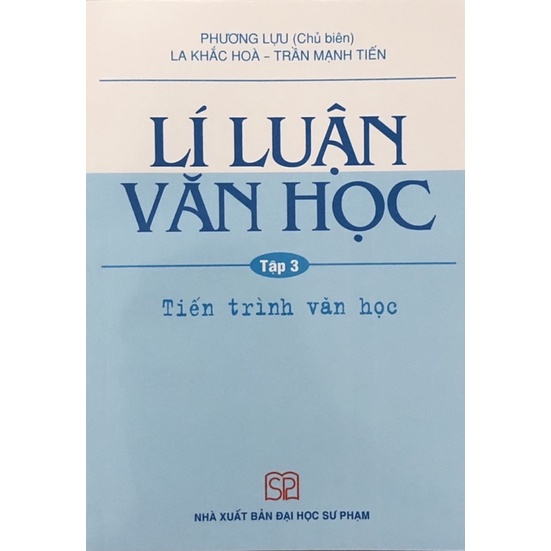 PHƯƠNG LỰU (Chủ biên)
LA KHẮC HOÀ - TRẦN MẠNH TIẾN
LÍ LUẬN
VĂN HỌC
Tập 3
Tiến trình văn học
SP
NHÀ XUẤT BẢN ĐẠI HỌC SƯ PHẠM